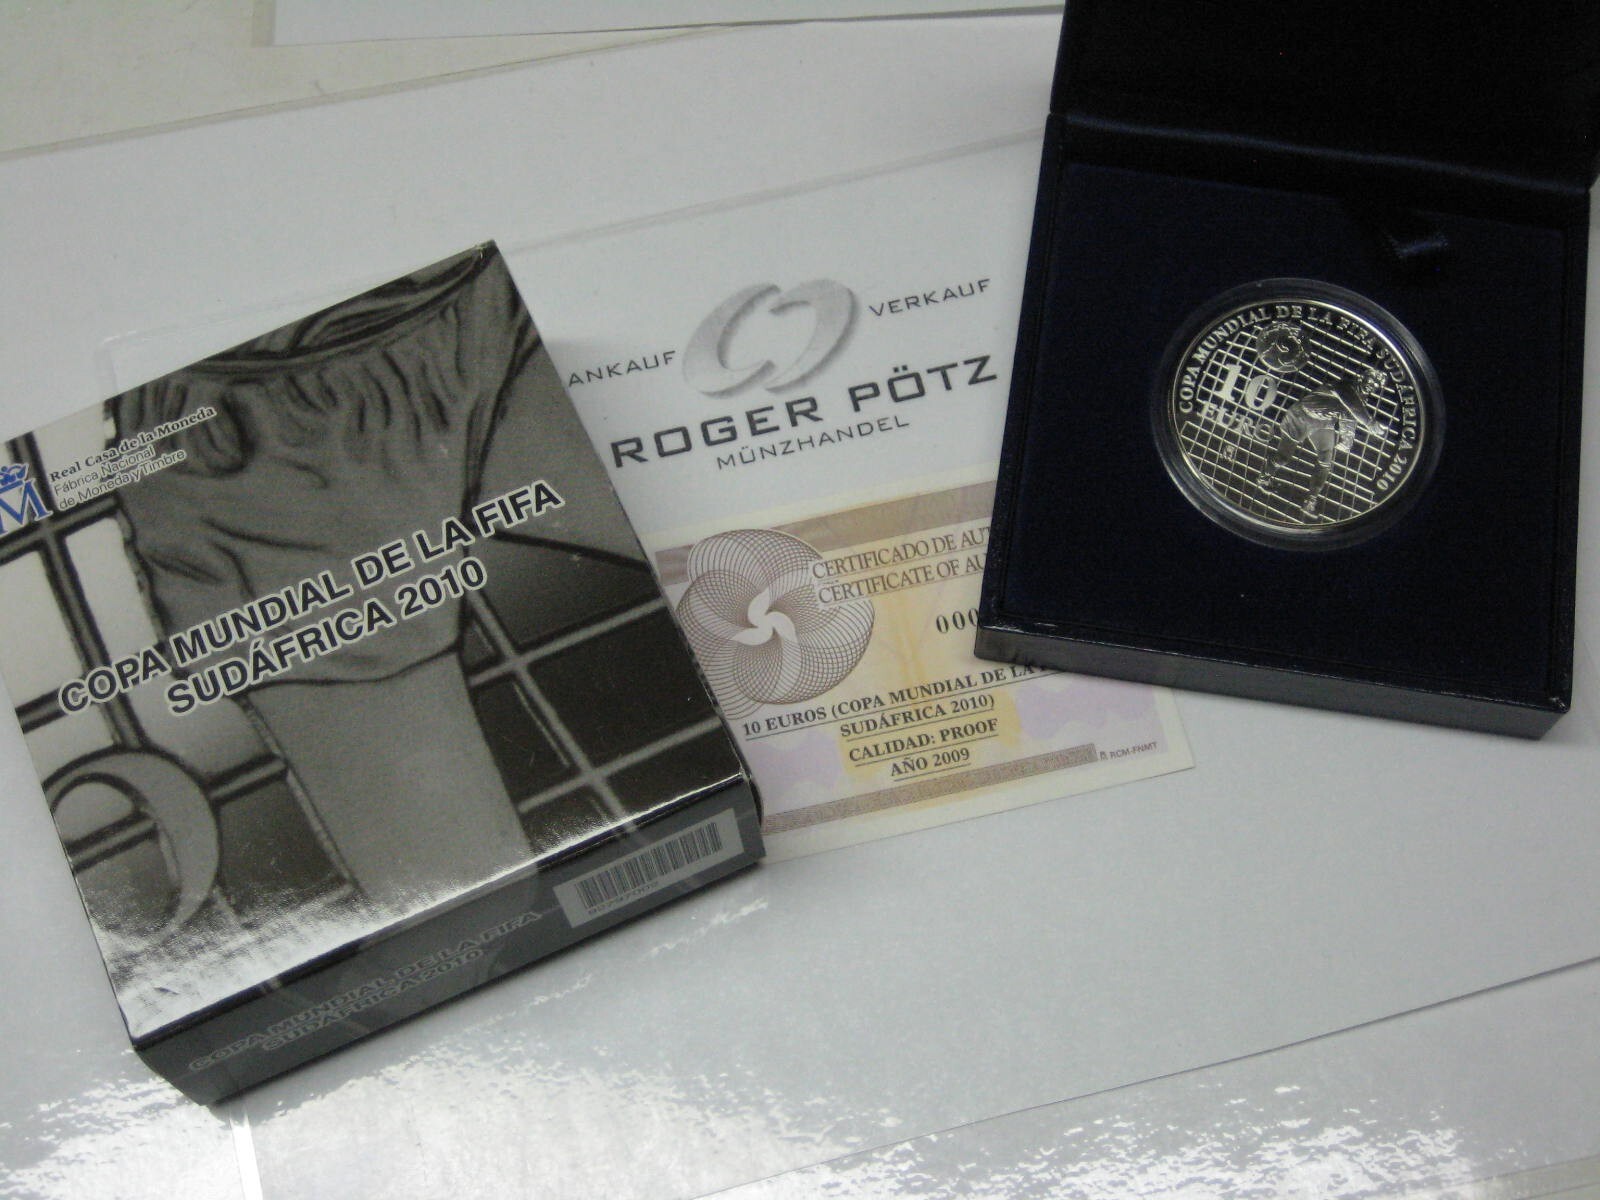 Real Casa de la Moneda
Fábrica Nacional
de Moneda y Timbre
COPA MUNDIAL DE LA FIFA
SUDÁFRICA 2010
COPA MUNDIAL DE LA FIFA
SUDÁFRICA 2010
ANKAUF
VERKAUF
ROGER PÖTZ
MÜNZHANDEL
CERTIFICADO DE
CERTIFICATE OF
000
10 EUROS (COPA MUNDIAL DE LA
SUDÁFRICA 2010)
CALIDAD: PROOF
AÑO 2009
RCM-FNMT
COPA MUNDIAL DE LA FIFA SUDÁFRICA 2010
10
EURO